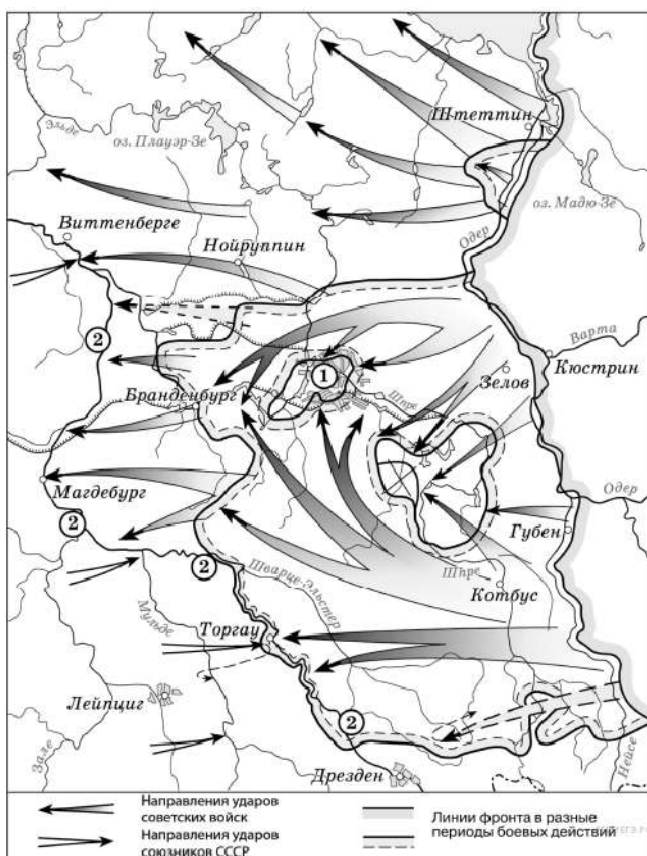 Штеттин
Эльде
оз. Плауэр-Зе
оз. Мадю-Зе
Виттенберге
Нойруппин
Одер
Варта
2
Кюстрин
1
Зелов
Бранденбург
Шпре
Магдебург
Одер
2
Губен
2
Шпре
Шварце-Эльстер
Котбус
Мульде
Торгау
Лейпциг
2
Зале
Дрезден
Нейсе
Направления ударов
советских войск
Направления ударов
союзников СССР
Линии фронта в разные
периоды боевых действий